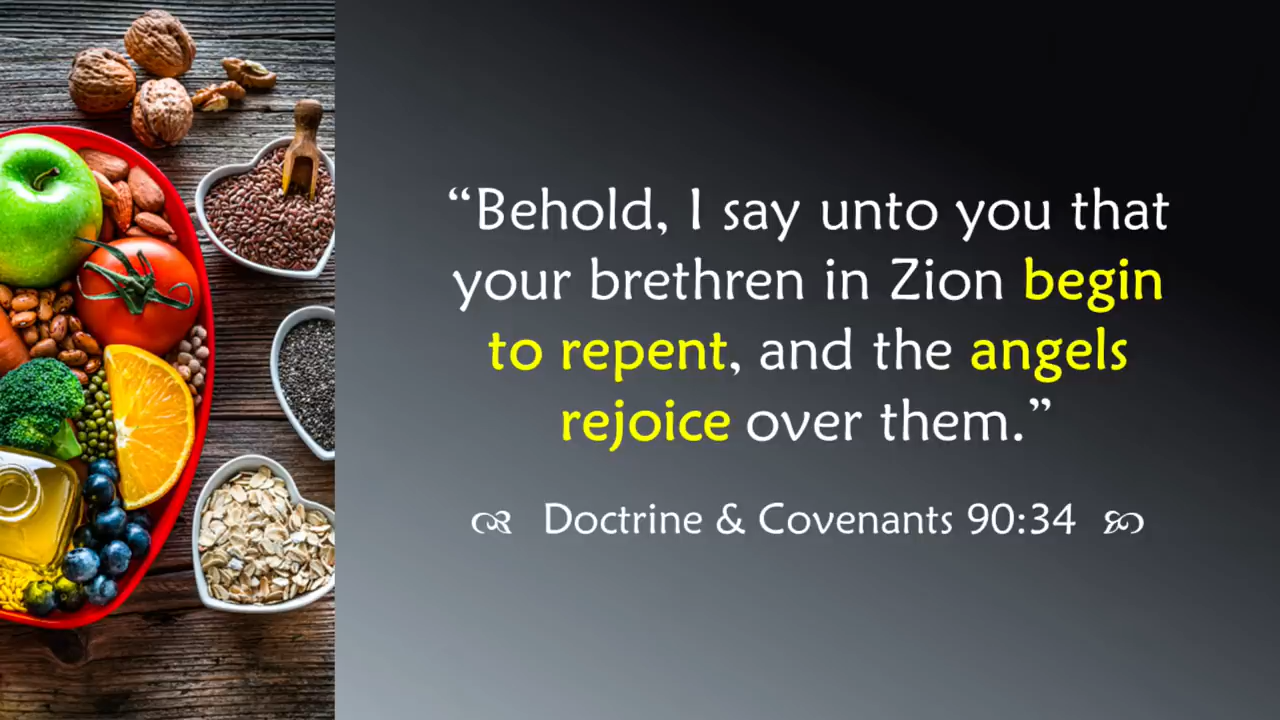 “Behold, I say unto you that
your brethren in Zion begin
to repent, and the angels
rejoice over them.”
Doctrine & Covenants 90:34